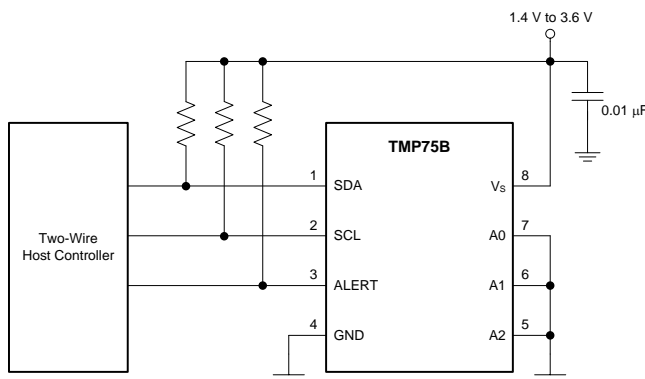 1.4 V to 3.6 V
0.01 μF
TMP75B
1 SDA VS 8
2 SCL A0 7
3 ALERT A1 6
4 GND A2 5
Two-Wire
Host Controller